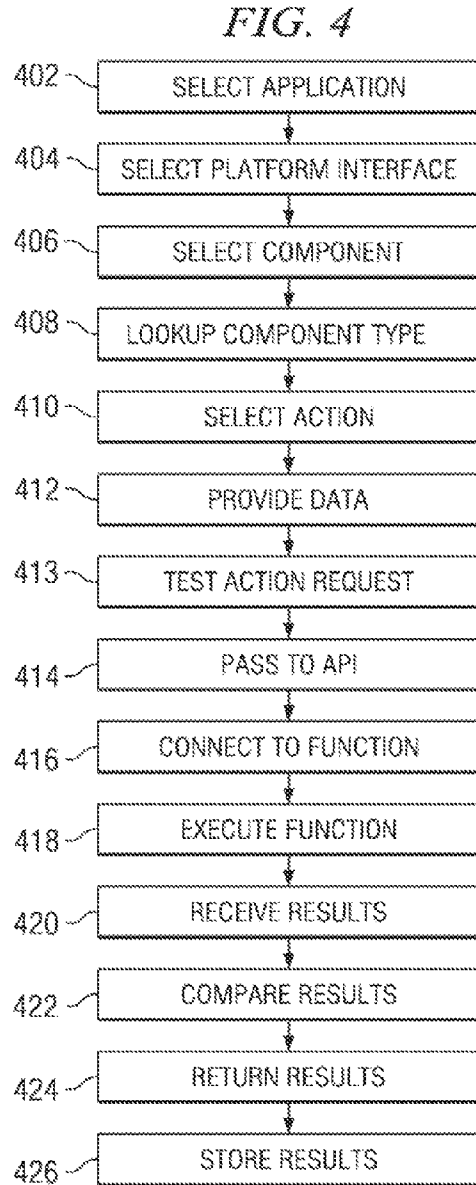 FIG. 4
402 SELECT APPLICATION
404 SELECT PLATFORM INTERFACE
406 SELECT COMPONENT
408 LOOKUP COMPONENT TYPE
410 SELECT ACTION
412 PROVIDE DATA
413 TEST ACTION REQUEST
414 PASS TO API
416 CONNECT TO FUNCTION
418 EXECUTE FUNCTION
420 RECEIVE RESULTS
422 COMPARE RESULTS
424 RETURN RESULTS
426 STORE RESULTS